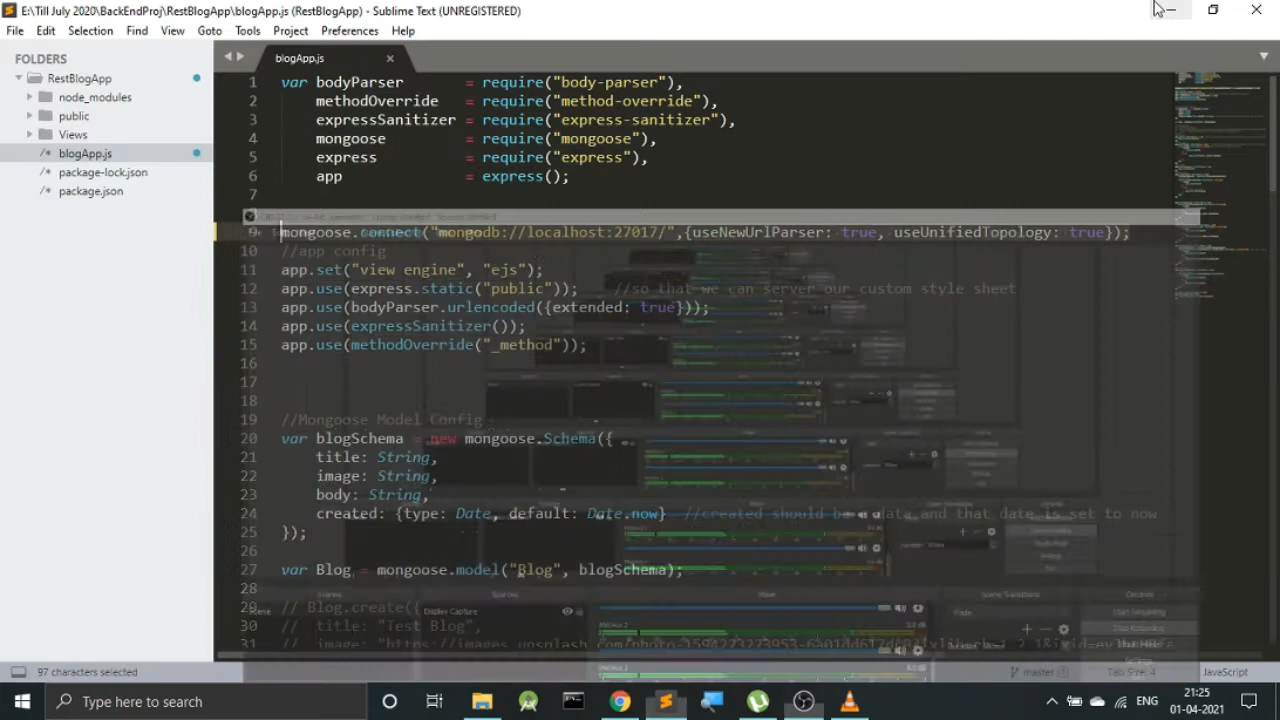 E:\Till July 2020\BackEndProj\RestBlogApp\blogApp.js (RestBlogApp) - Sublime Text (UNREGISTERED)
File Edit Selection Find View Goto Tools Project Preferences Help
FOLDERS
RestBlogApp
node_modules
public
Views
blogApp.js
package-lock.json
package.json
blogApp.js
1 var bodyParser = require("body-parser"),
2 methodOverride = require("method-override"),
3 expressSanitizer = require("express-sanitizer"),
4 mongoose = require("mongoose"),
5 express = require("express"),
6 app = express();
7
9 mongoose.connect("mongodb://localhost:27017/",{useNewUrlParser: true, useUnifiedTopology: true});
10 //app config
11 app.set("view engine", "ejs");
12 app.use(express.static("public")); //so that we can server our custom style sheet
13 app.use(bodyParser.urlencoded({extended: true}));
14 app.use(expressSanitizer());
15 app.use(methodOverride("_method"));
16
17
18
19 //Mongoose Model Config
20 var blogSchema = new mongoose.Schema({
21 title: String,
22 image: String,
23 body: String,
24 created: {type: Date, default: Date.now} //created should be data and that date is set to now
25 });
26
27 var Blog = mongoose.model("Blog", blogSchema);
28
29 // Blog.create({
30 // title: "Test Blog",
31 // image: "https://images.unsplash.com/
Display Capture
Fade
97 characters selected
master
Tab Size: 4
JavaScript
Type here to search
ENG
21:25
01-04-2021